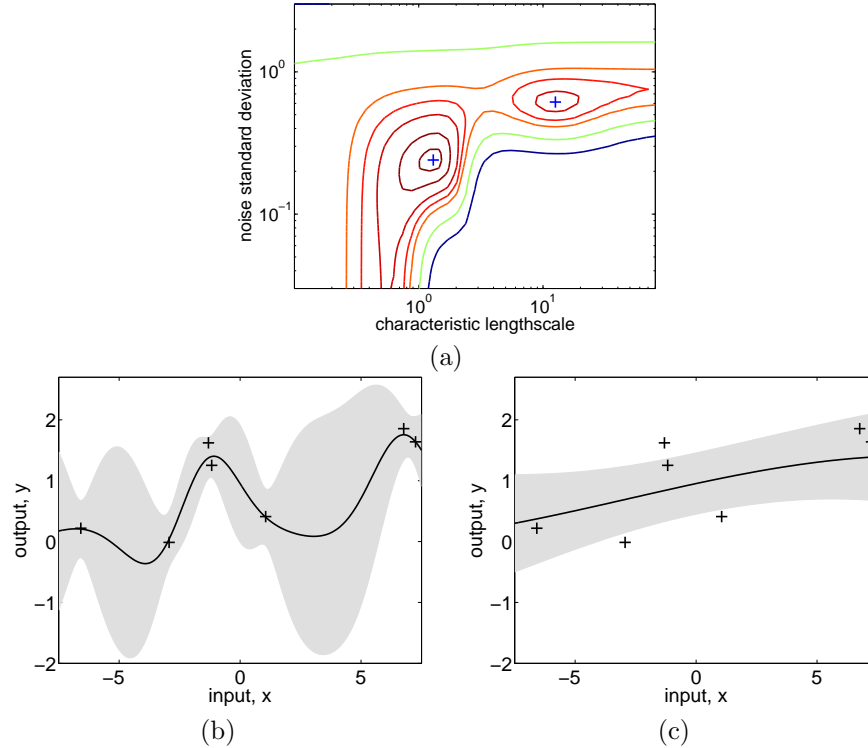 noise standard deviation
10^0
10^−1
10^0
10^1
characteristic lengthscale
(a)
output, y
2
1
0
−1
−2
−5
0
5
input, x
(b)
output, y
2
1
0
−1
−2
−5
0
5
input, x
(c)